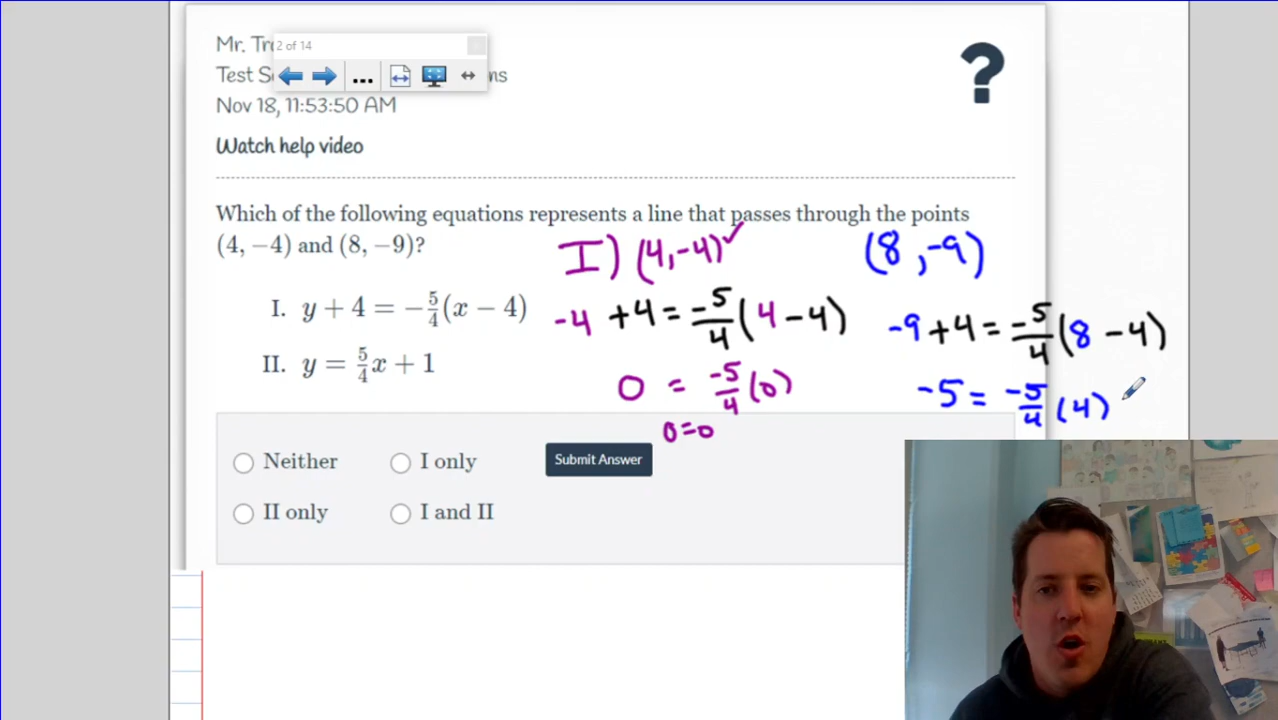 Mr. Tr
2 of 14
Test S
ns
...
Nov 18, 11:53:50 AM
?
Watch help video
Which of the following equations represents a line that passes through the points
(4, −4) and (8, −9)?
I) (4,-4)✓
(8,-9)
I. y + 4 = −5/4(x − 4)
-4 +4 = -5/4(4-4)
-9+4 = -5/4(8-4)
II. y = 5/4x + 1
0 = -5/4(0)
-5 = -5/4(4)
0=0
Neither
I only
Submit Answer
II only
I and II